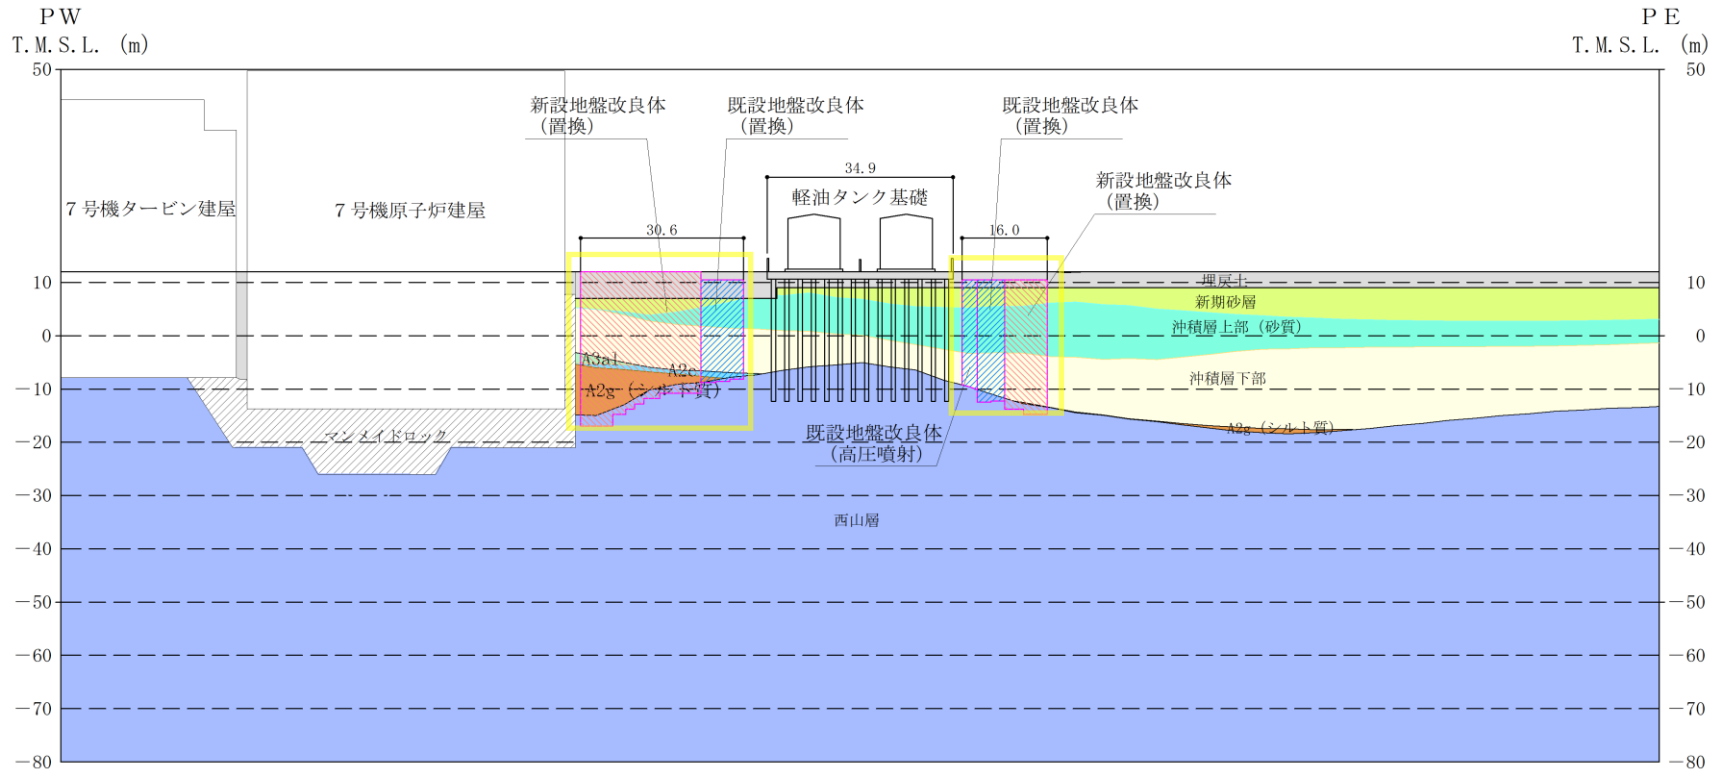 ＰＷ
T.M.S.L. (m)
ＰＥ
T.M.S.L. (m)
50
50
新設地盤改良体
（置換）
既設地盤改良体
（置換）
既設地盤改良体
（置換）
34.9
軽油タンク基礎
新設地盤改良体
（置換）
７号機タービン建屋
７号機原子炉建屋
30.6
16.0
10
埋戻土
10
新期砂層
沖積層上部（砂質）
0
0
A3a1
A2c
沖積層下部
－10
A2g（シルト質）
－10
マンメイドロック
既設地盤改良体
（高圧噴射）
A2g（シルト質）
－20
－20
－30
－30
西山層
－40
－40
－50
－50
－60
－60
－70
－70
－80
－80